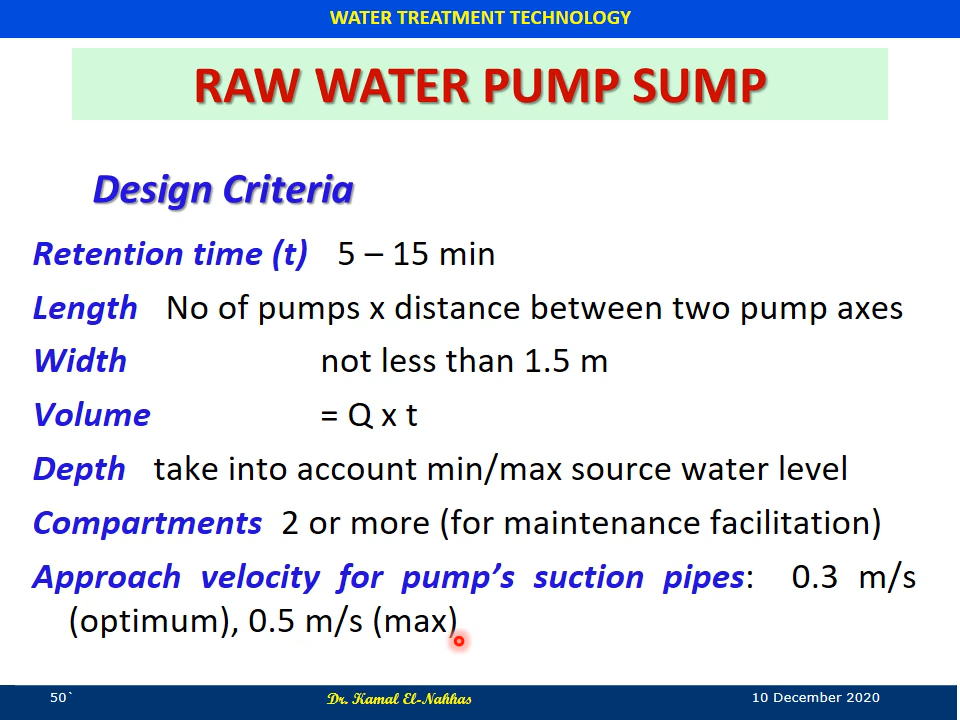 WATER TREATMENT TECHNOLOGY
RAW WATER PUMP SUMP
Design Criteria
Retention time (t) 5 – 15 min
Length No of pumps x distance between two pump axes
Width not less than 1.5 m
Volume = Q x t
Depth take into account min/max source water level
Compartments 2 or more (for maintenance facilitation)
Approach velocity for pump’s suction pipes: 0.3 m/s
(optimum), 0.5 m/s (max)
50` Dr. Kamal El-Nahhas 10 December 2020